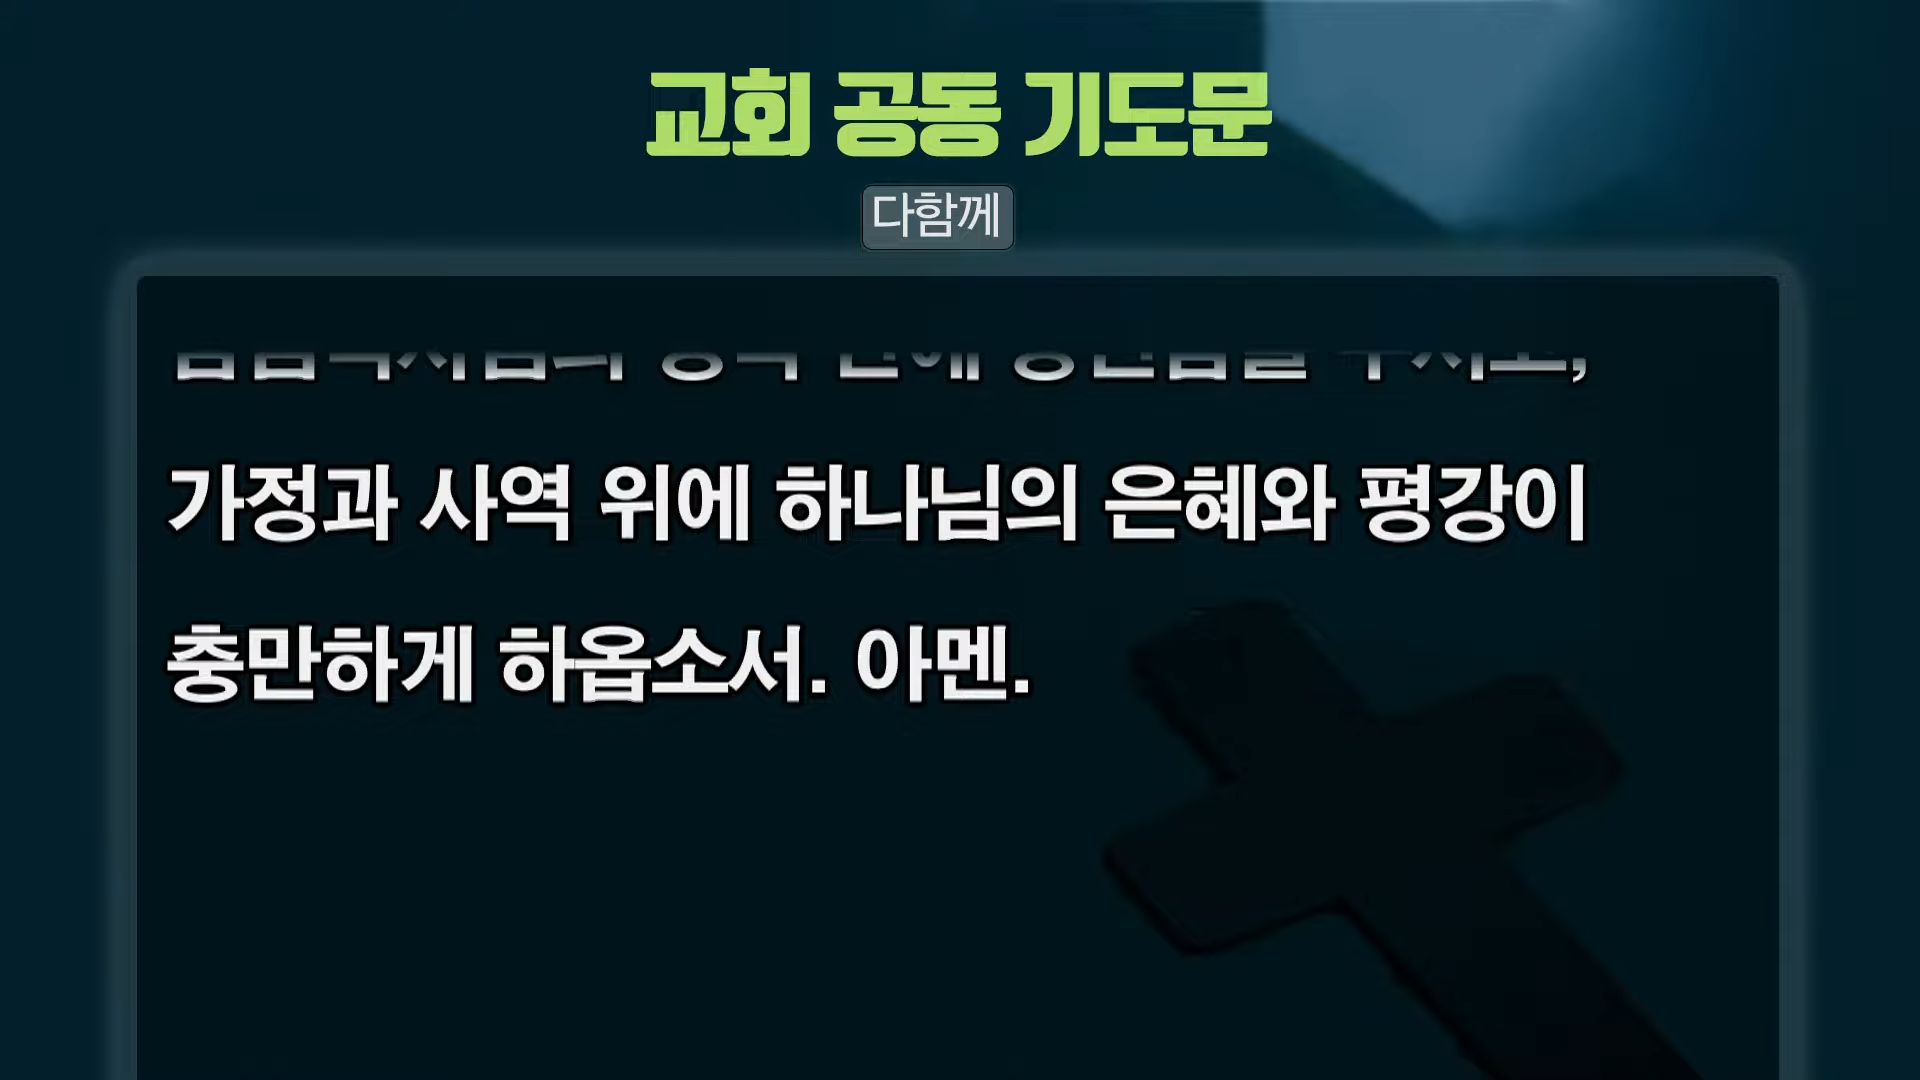 교회 공동 기도문
다함께
가정과 사역 위에 하나님의 은혜와 평강이
충만하게 하옵소서. 아멘.